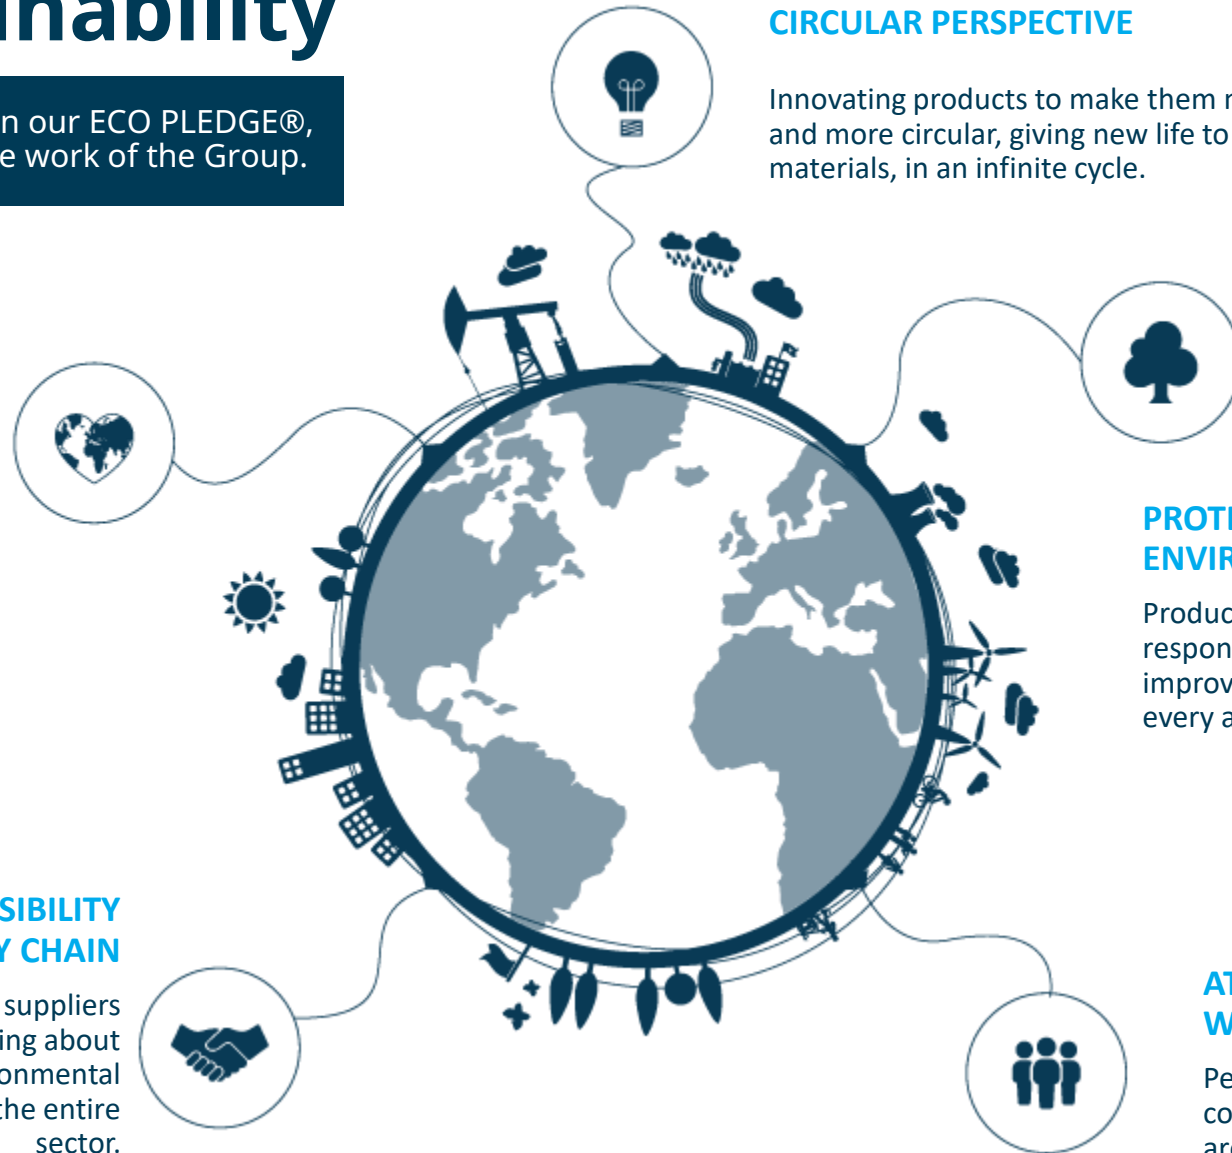 nability
n our ECO PLEDGE®,
e work of the Group.
CIRCULAR PERSPECTIVE
Innovating products to make them
and more circular, giving new life to
materials, in an infinite cycle.
PROT
ENVIR
Produc
respon
improv
every a
SIBILITY
Y CHAIN
suppliers
ing about
onmental
the entire
sector.
AT
W
Pe
co